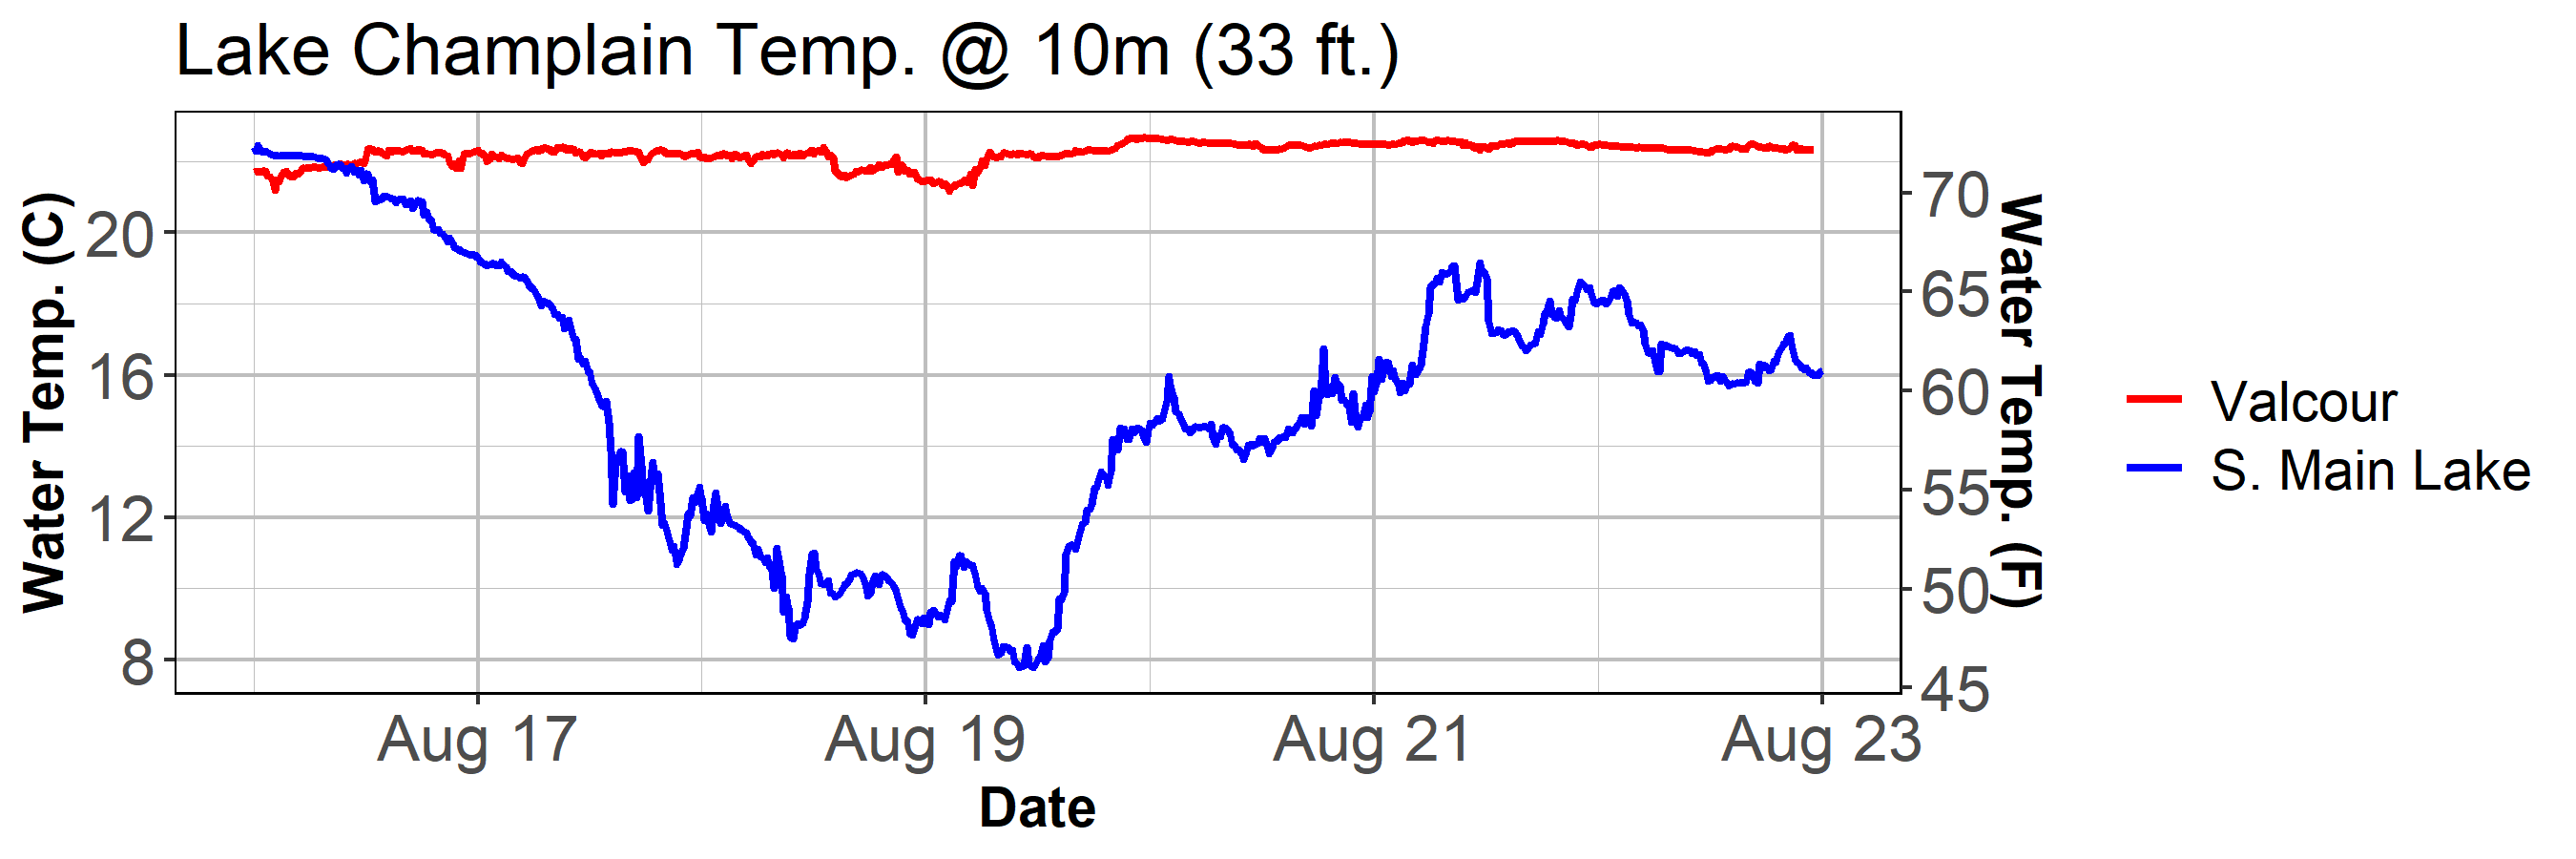 Lake Champlain Temp. @ 10m (33 ft.)
Water Temp. (C)
20
16
12
8
70
65
60
55
50
45
Water Temp. (F)
Aug 17
Aug 19
Aug 21
Aug 23
Date
Valcour
S. Main Lake